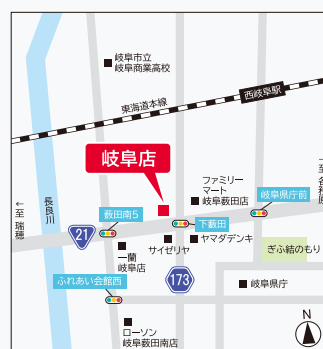 岐阜市立
岐阜商業高校
西岐阜駅
東海道本線
岐阜店
ファミリー
マート
岐阜薮田店
岐阜県庁前
↑至 各務原
←至 瑞穂
長良川
薮田南5
下薮田
21
一蘭
岐阜店
サイゼリヤ
ヤマダデンキ
ぎふ結のもり
ふれあい会館西
173
岐阜県庁
ローソン
岐阜薮田南店
N